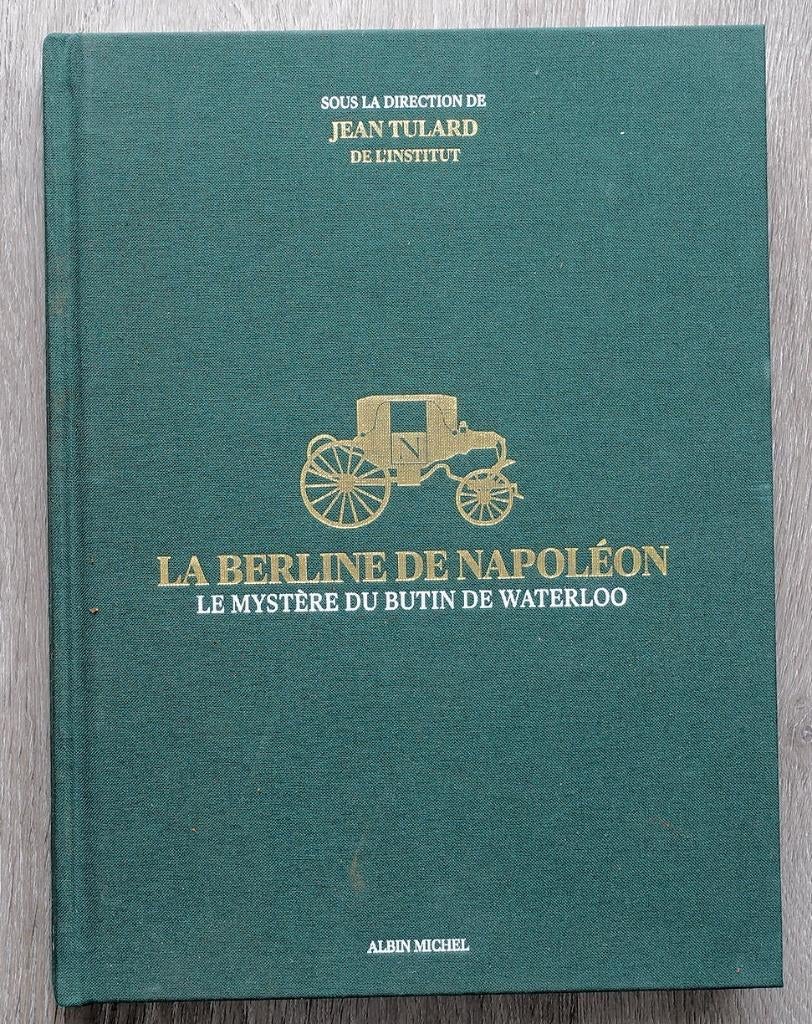 SOUS LA DIRECTION DE
JEAN TULARD
DE L'INSTITUT
N
LA BERLINE DE NAPOLÉON
LE MYSTÈRE DU BUTIN DE WATERLOO
ALBIN MICHEL